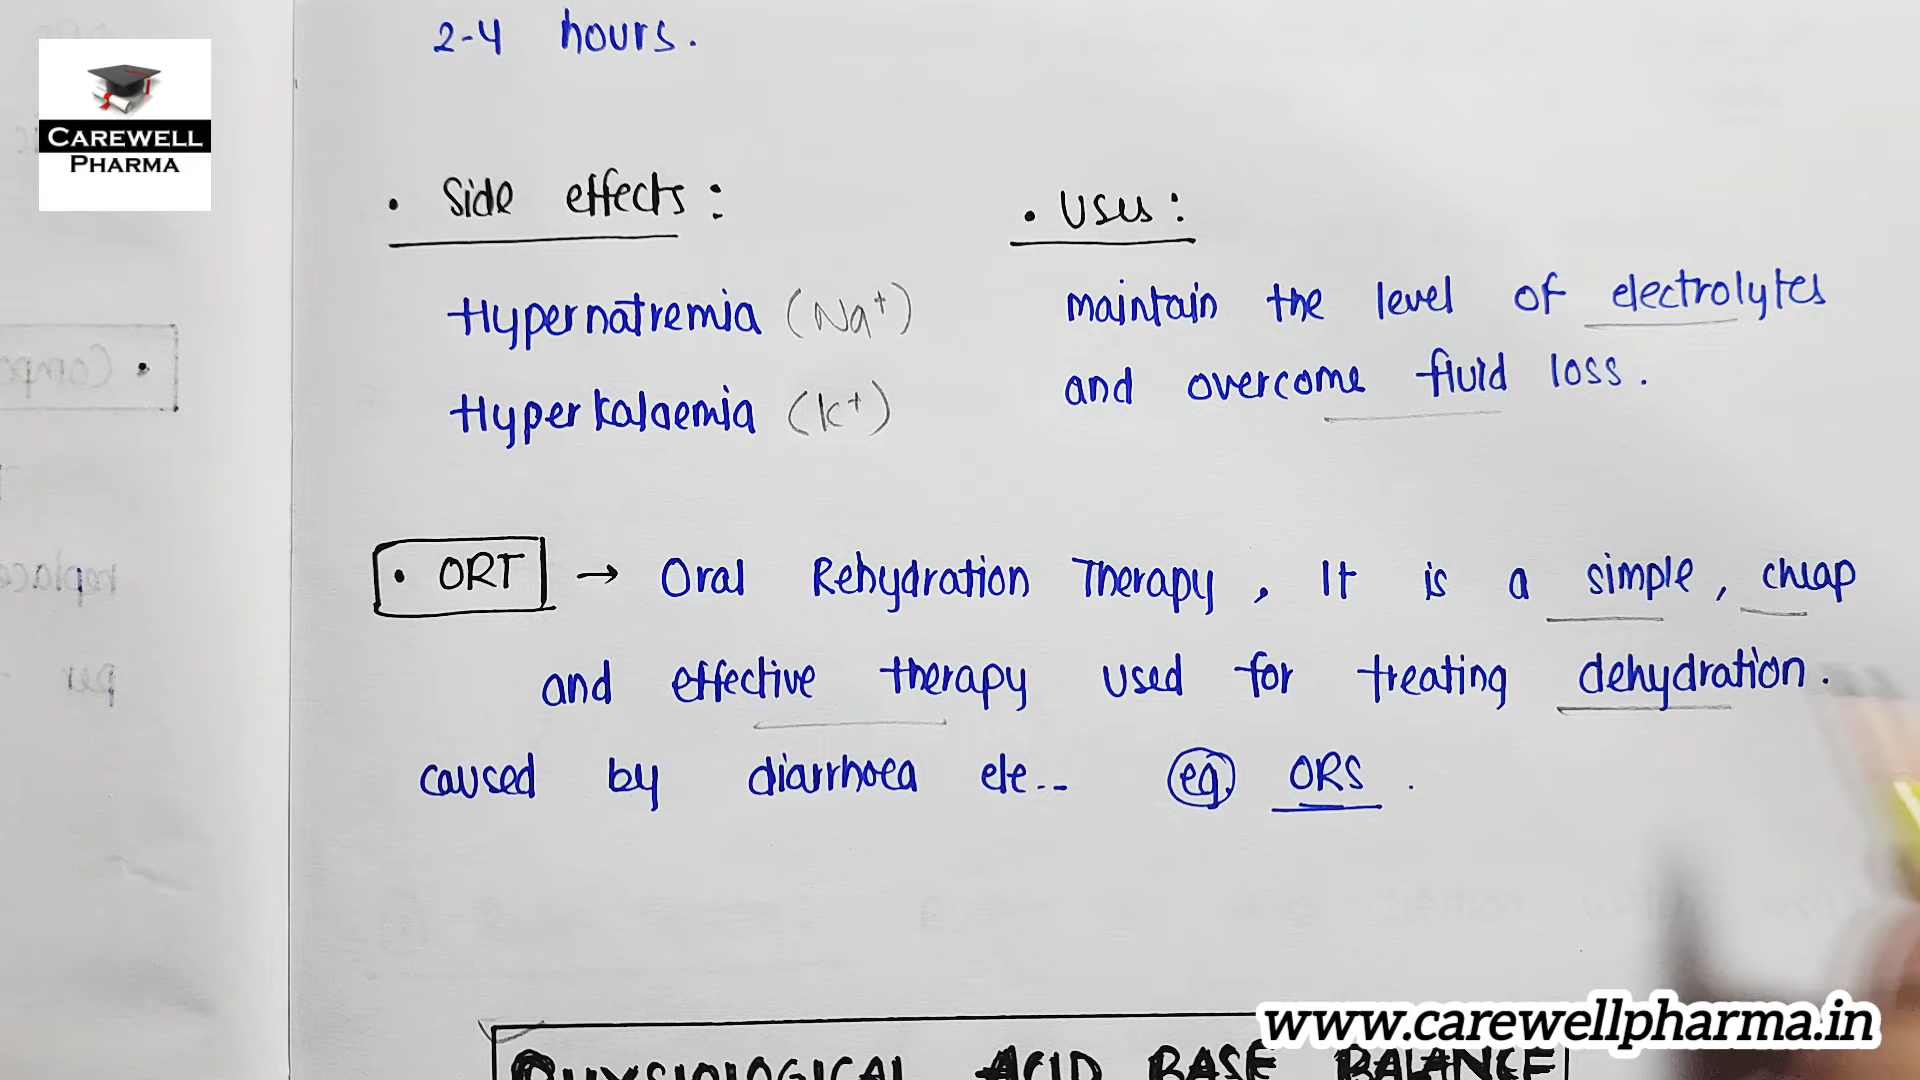 2-4 hours.
CAREWELL
PHARMA
• Side effects :
Hypernatremia (Na+)
Hyperkalaemia (K+)
• Uses :
maintain the level of electrolytes
and overcome fluid loss.
• ORT → Oral Rehydration Therapy, It is a simple, cheap
and effective therapy used for treating dehydration.
caused by diarrhoea etc.. eg. ORS.
www.carewellpharma.in
PHYSIOLOGICAL ACID BASE BALANCE